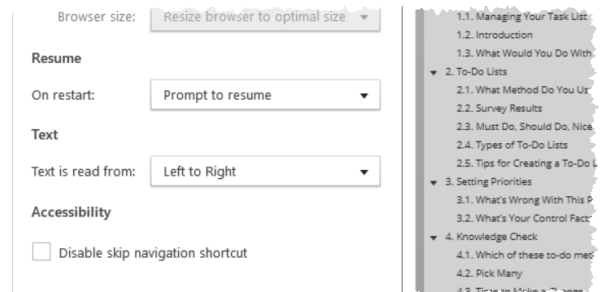 Browser size: Resize browser to optimal size
Resume
On restart: Prompt to resume
Text
Text is read from: Left to Right
Accessibility
Disable skip navigation shortcut
1.1. Managing Your Task List
1.2. Introduction
1.3. What Would You Do With
2. To-Do Lists
2.1. What Method Do You Us
2.2. Survey Results
2.3. Must Do, Should Do, Nice
2.4. Types of To-Do Lists
2.5. Tips for Creating a To-Do L
3. Setting Priorities
3.1. What's Wrong With This P
3.2. What's Your Control Fact
4. Knowledge Check
4.1. Which of these to-do met
4.2. Pick Many
4.3. to Make a